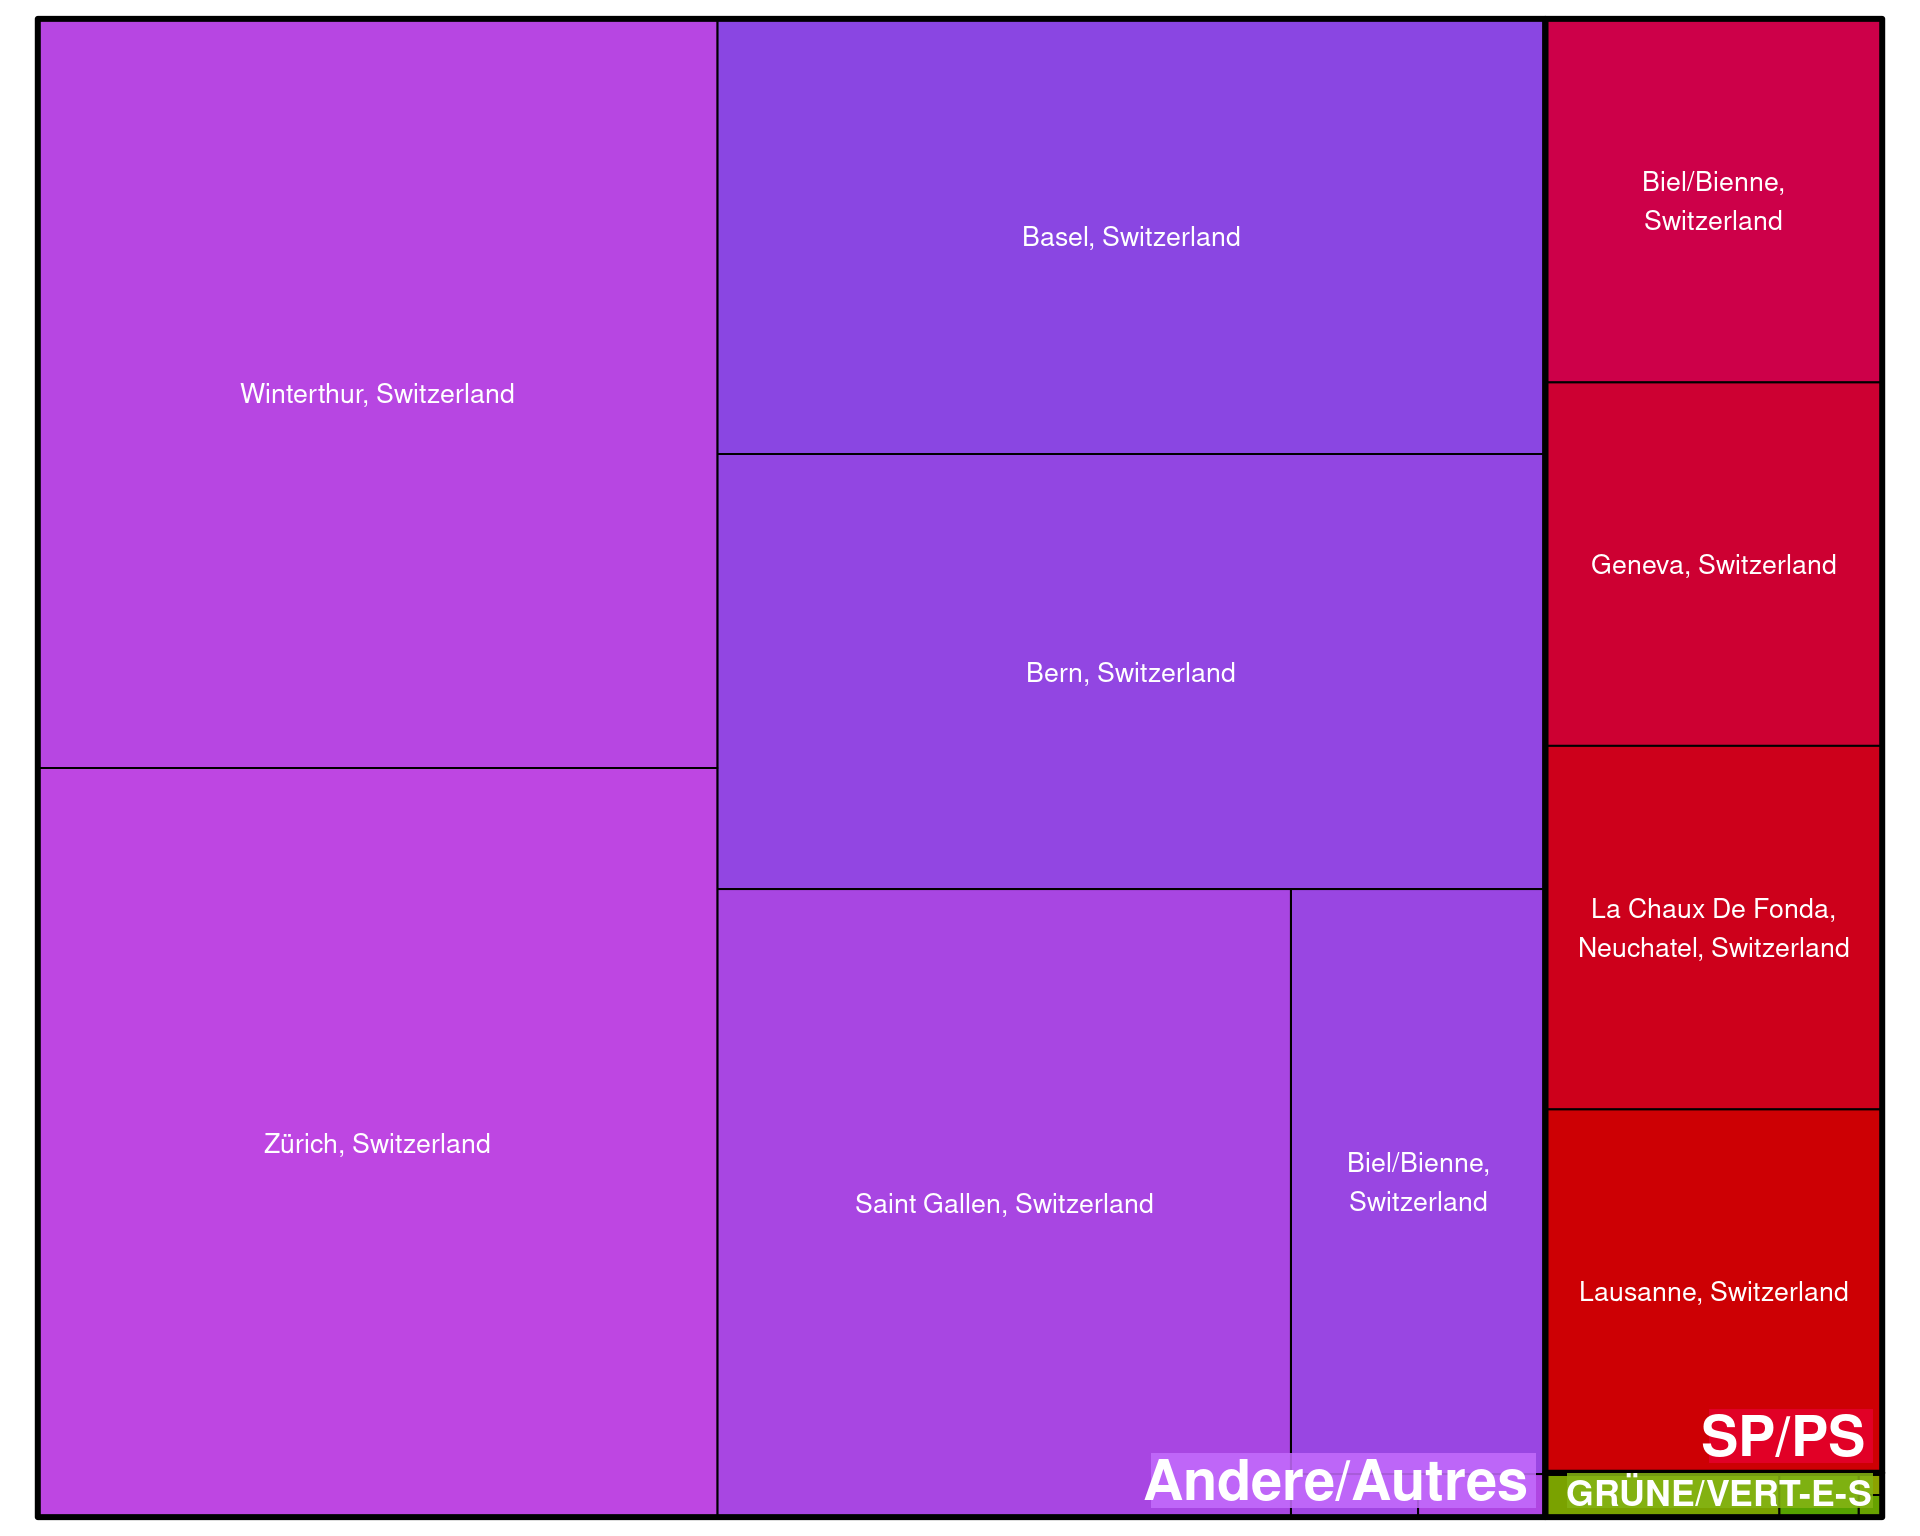 Winterthur, Switzerland
Zürich, Switzerland
Basel, Switzerland
Bern, Switzerland
Saint Gallen, Switzerland
Biel/Bienne,
Switzerland
Andere/Autres
Biel/Bienne,
Switzerland
Geneva, Switzerland
La Chaux De Fonda,
Neuchatel, Switzerland
Lausanne, Switzerland
SP/PS
GRÜNE/VERT-E-S